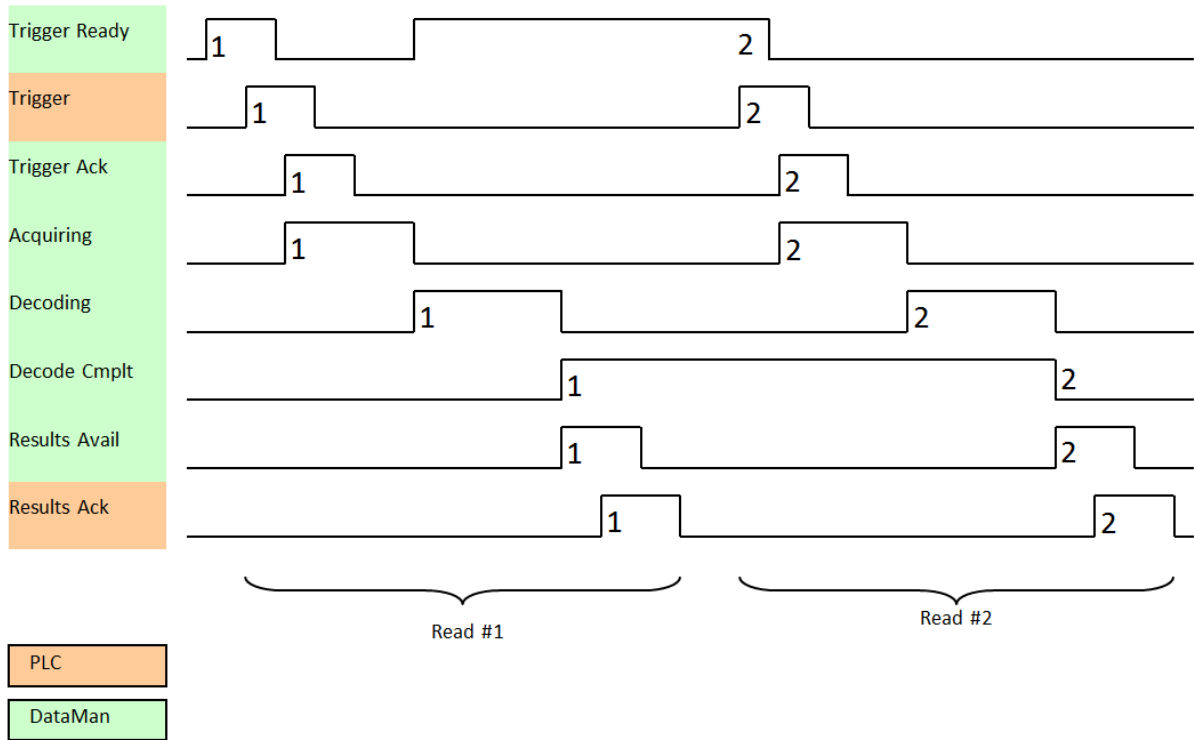 Trigger Ready
1
2
Trigger
1
2
Trigger Ack
1
2
Acquiring
1
2
Decoding
1
2
Decode Cmplt
1
2
Results Avail
1
2
Results Ack
1
2
Read #1
Read #2
PLC
DataMan